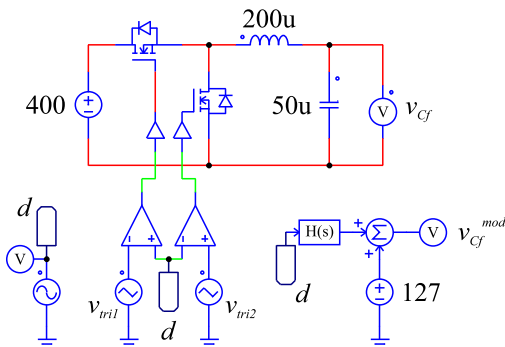 200u
400
50u
V
v_Cf
d
V
v_tri1
d
v_tri2
H(s)
d
Σ
V
v_Cf^mod
127